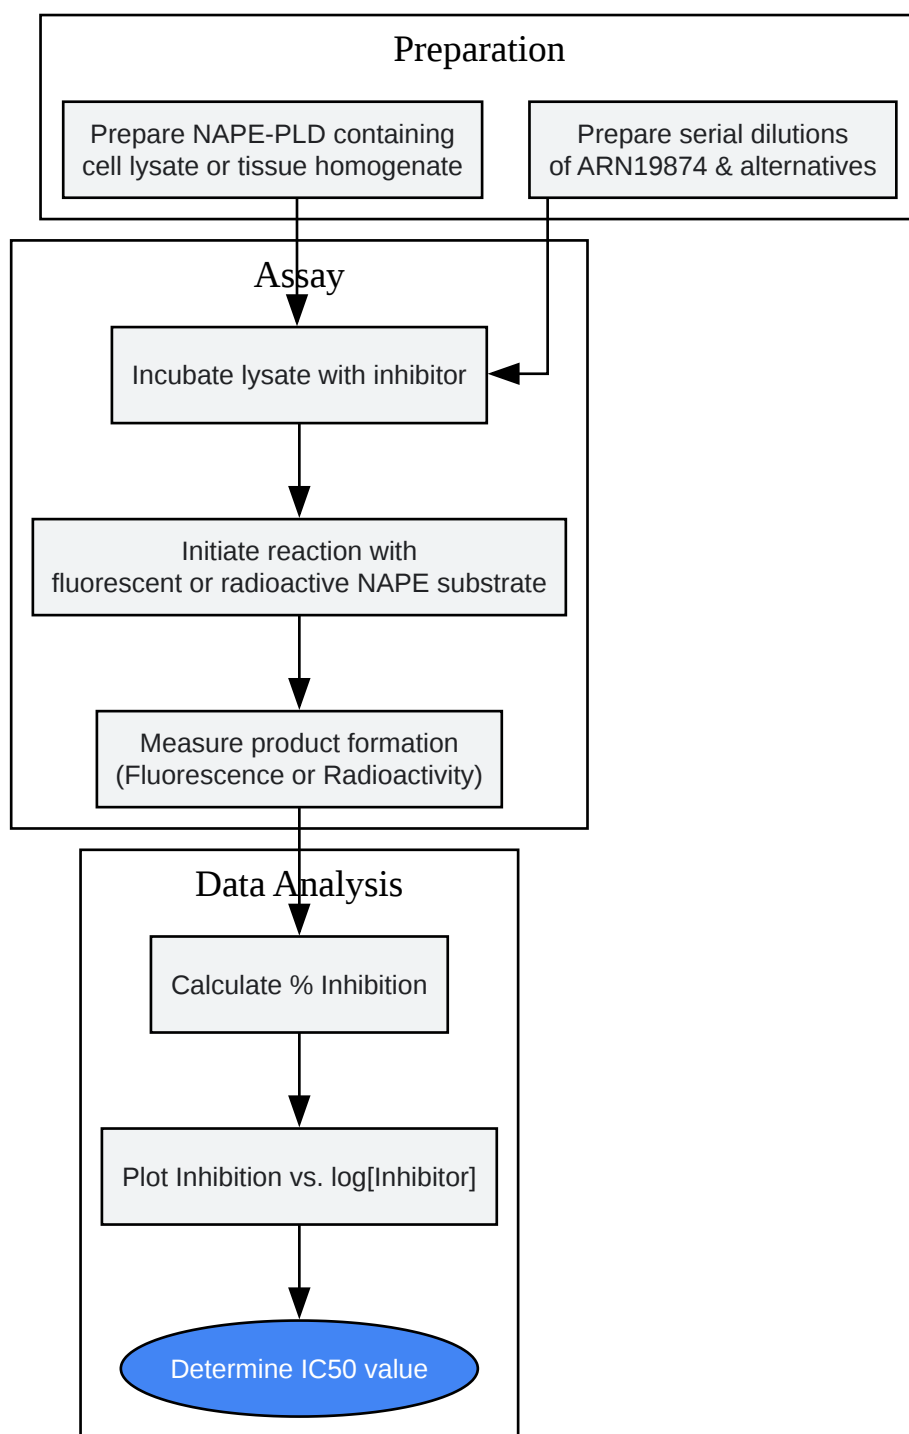 Preparation
Prepare NAPE-PLD containing
cell lysate or tissue homogenate
Prepare serial dilutions
of ARN19874 & alternatives
Assay
Incubate lysate with inhibitor
Initiate reaction with
fluorescent or radioactive NAPE substrate
Measure product formation
(Fluorescence or Radioactivity)
Data Analysis
Calculate % Inhibition
Plot Inhibition vs. log[Inhibitor]
Determine IC50 value